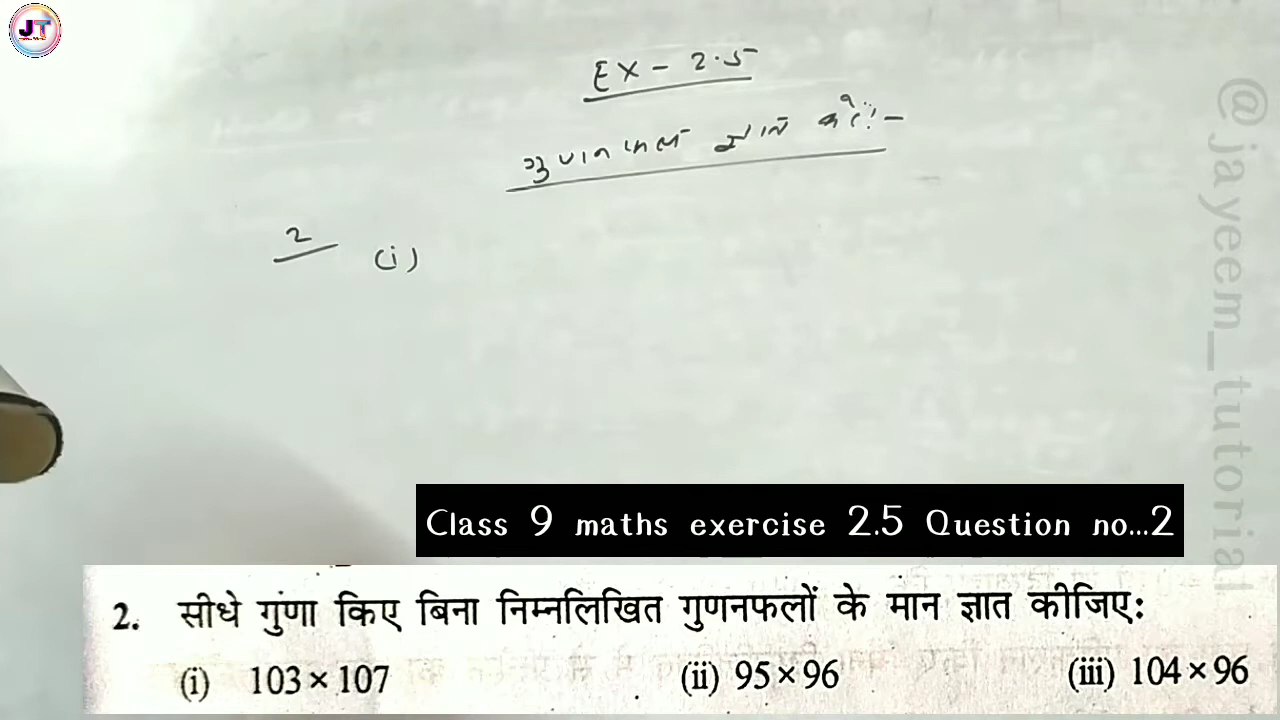 JT
EX - 2.5
गुणनफल ज्ञात करें:-
2 (i)
@jayeem_tutorial
Class 9 maths exercise 2.5 Question no...2
2. सीधे गुंणा किए बिना निम्नलिखित गुणनफलों के मान ज्ञात कीजिए:
(i) 103 × 107 (ii) 95 × 96 (iii) 104 × 96